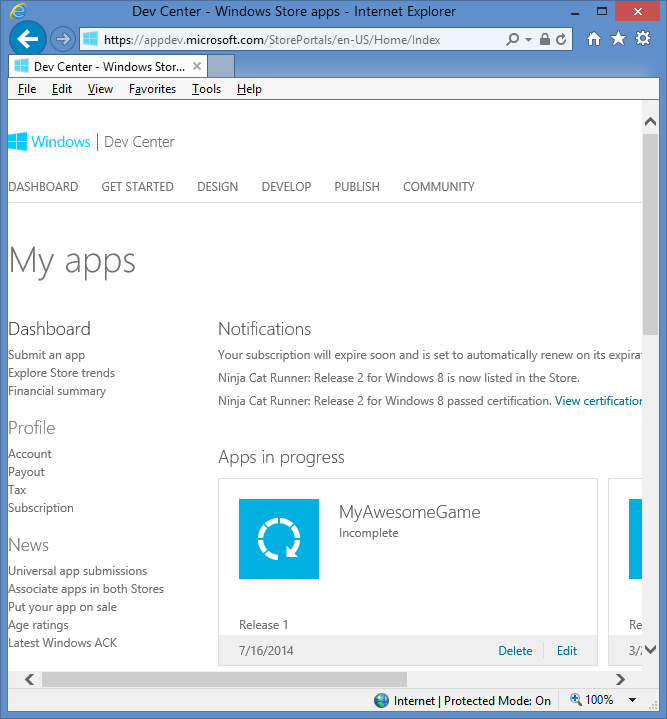 Dev Center - Windows Store apps - Internet Explorer
https://appdev.microsoft.com/StorePortals/en-US/Home/Index
Dev Center - Windows Stor...
File Edit View Favorites Tools Help
Windows | Dev Center
DASHBOARD GET STARTED DESIGN DEVELOP PUBLISH COMMUNITY
My apps
Dashboard
Submit an app
Explore Store trends
Financial summary
Profile
Account
Payout
Tax
Subscription
News
Universal app submissions
Associate apps in both Stores
Put your app on sale
Age ratings
Latest Windows ACK
Notifications
Your subscription will expire soon and is set to automatically renew on its expira
Ninja Cat Runner: Release 2 for Windows 8 is now listed in the Store.
Ninja Cat Runner: Release 2 for Windows 8 passed certification. View certification
Apps in progress
MyAwesomeGame
Incomplete
Release 1
7/16/2014 Delete Edit
Re
3/
Internet | Protected Mode: On 100%